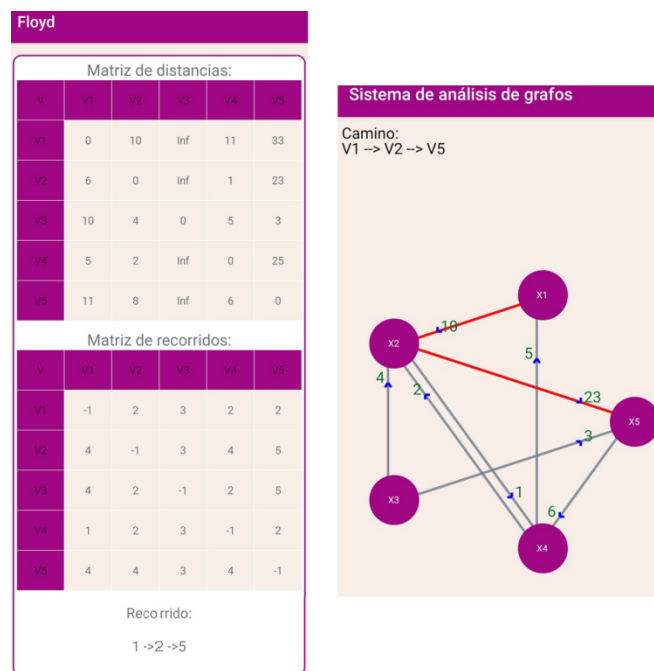 Floyd
Matriz de distancias:
V V1 V2 V3 V4 V5
V1 0 10 Inf 11 33
V2 6 0 Inf 1 23
V3 10 4 0 5 3
V4 5 2 Inf 0 25
V5 11 8 Inf 6 0
Matriz de recorridos:
V V1 V2 V3 V4 V5
V1 -1 2 3 2 2
V2 4 -1 3 4 5
V3 4 2 -1 2 5
V4 1 2 3 -1 2
V5 4 4 3 4 -1
Recorrido:
1 ->2 ->5
Sistema de análisis de grafos
Camino:
V1 --> V2 --> V5
X1
10
X2
5
4
2
23
X5
3
1
X3
6
X4